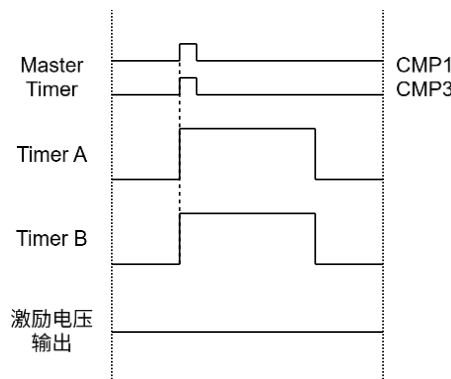 Master
Timer
CMP1
CMP3
Timer A
Timer B
激励电压
输出